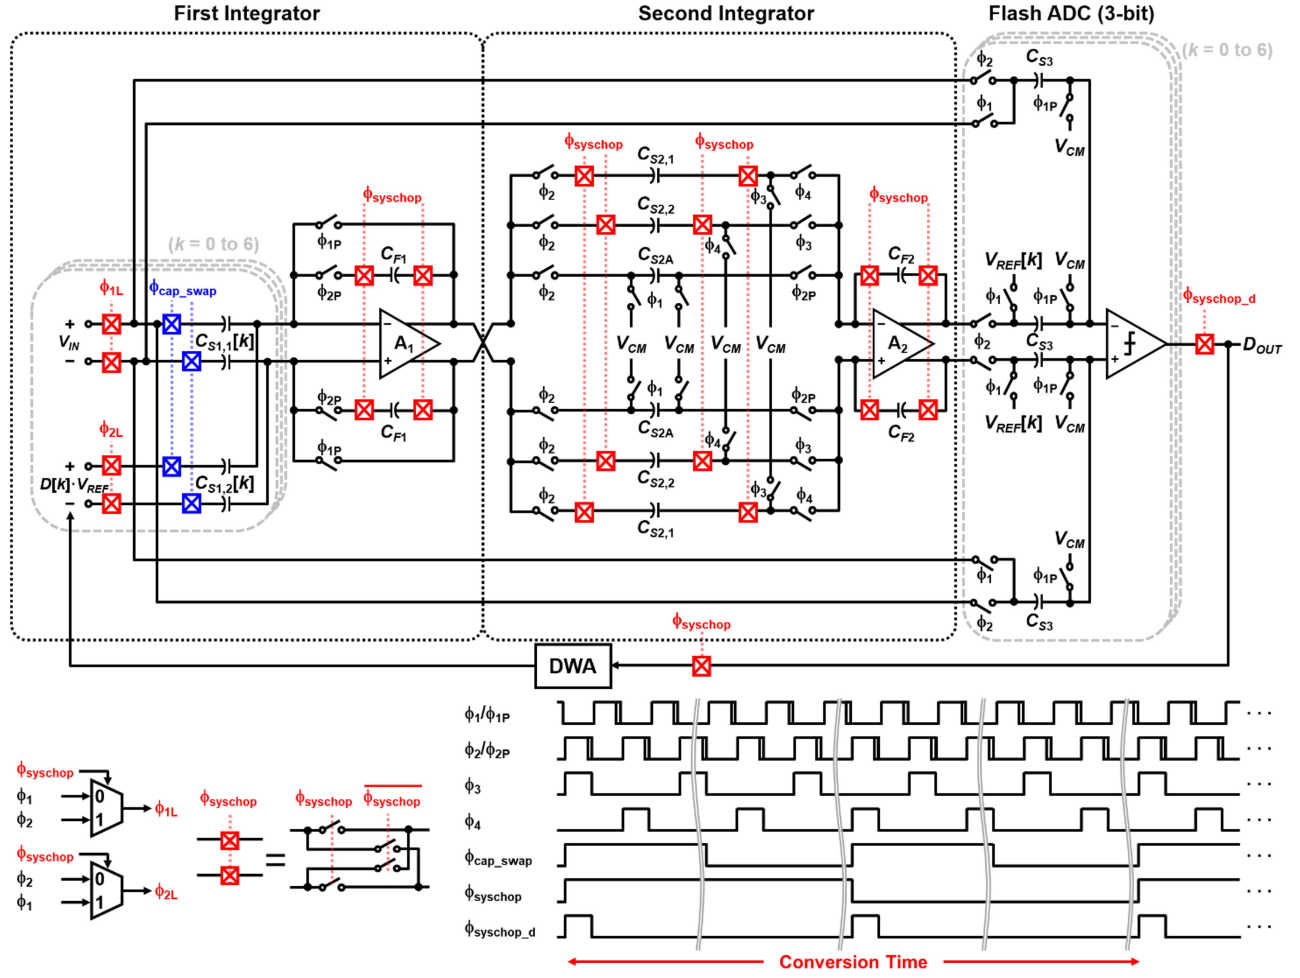 First Integrator
Second Integrator
Flash ADC (3-bit)
(k = 0 to 6)
ϕ2
CS3
ϕ1
ϕ1P
VCM
ϕsyschop
CS2,1
ϕsyschop
ϕ2
ϕ3
ϕ4
ϕsyschop
CS2,2
ϕsyschop
(k = 0 to 6)
ϕ1P
ϕ2
ϕ4
ϕ3
CF1
CS2A
CF2
VREF[k]
VCM
ϕ1L
ϕcap_swap
ϕ2P
ϕ2
ϕ1
ϕ1
ϕ2P
ϕ1
ϕ1P
ϕsyschop_d
+
VIN
−
CS1,1[k]
−
A1
+
VCM
VCM
VCM
VCM
−
A2
+
ϕ2
CS3
CS3
−
+
DOUT
ϕ2P
ϕ2
ϕ1
ϕ1
ϕ2P
ϕ1
ϕ1P
CF1
CS2A
CF2
VREF[k]
VCM
ϕ2L
ϕ1P
ϕ2
ϕ4
ϕ3
+
D[k]·VREF
−
CS1,2[k]
CS2,2
ϕ2
ϕ3
ϕ4
CS2,1
VCM
ϕ1
ϕ1P
ϕ2
CS3
ϕsyschop
DWA
ϕ1/ϕ1P
· · ·
ϕ2/ϕ2P
· · ·
ϕ3
· · ·
ϕ4
· · ·
ϕcap_swap
· · ·
ϕsyschop
· · ·
ϕsyschop_d
· · ·
Conversion Time
ϕsyschop
ϕ1
0
ϕ2
1
ϕ1L
ϕsyschop
ϕ2
0
ϕ1
1
ϕ2L
ϕsyschop
=
ϕsyschop
ϕsyschop